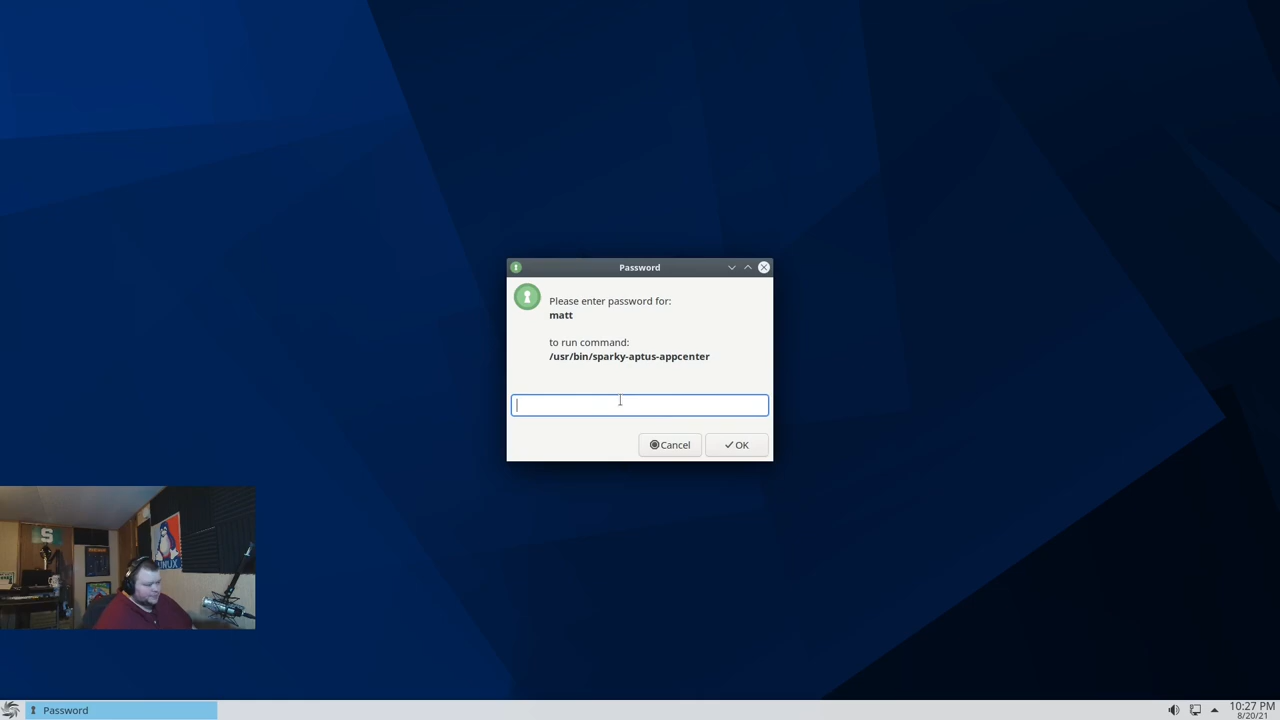 Password
Please enter password for:
matt
to run command:
/usr/bin/sparky-aptus-appcenter
Cancel
OK
S
LINUX
Password
10:27 PM
8/20/21